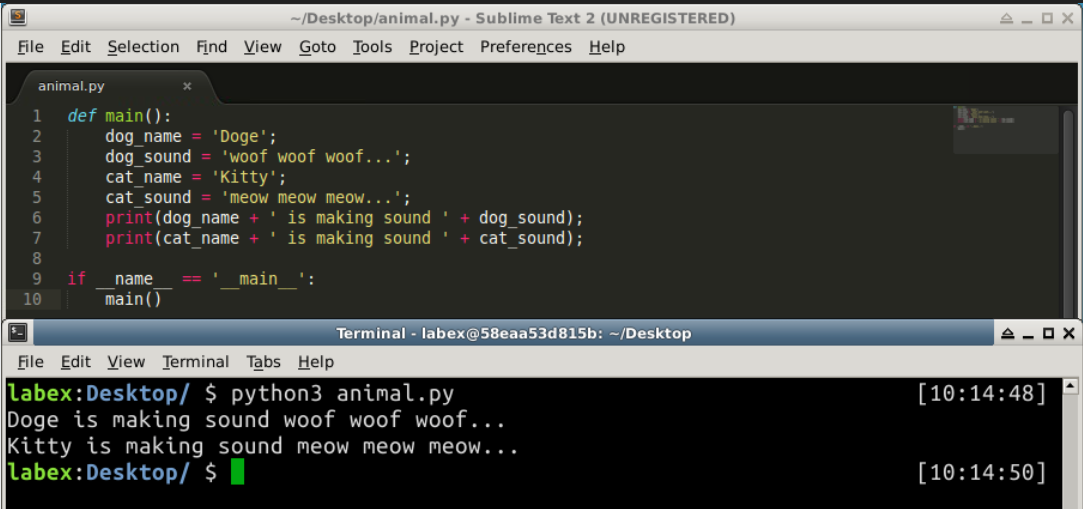 ~/Desktop/animal.py - Sublime Text 2 (UNREGISTERED)
File Edit Selection Find View Goto Tools Project Preferences Help
animal.py ×
1 def main():
2     dog_name = 'Doge';
3     dog_sound = 'woof woof woof...';
4     cat_name = 'Kitty';
5     cat_sound = 'meow meow meow...';
6     print(dog_name + ' is making sound ' + dog_sound);
7     print(cat_name + ' is making sound ' + cat_sound);
8
9 if __name__ == '__main__':
10     main()
Terminal - labex@58eaa53d815b: ~/Desktop
File Edit View Terminal Tabs Help
labex:Desktop/ $ python3 animal.py [10:14:48]
Doge is making sound woof woof woof...
Kitty is making sound meow meow meow...
labex:Desktop/ $ [10:14:50]